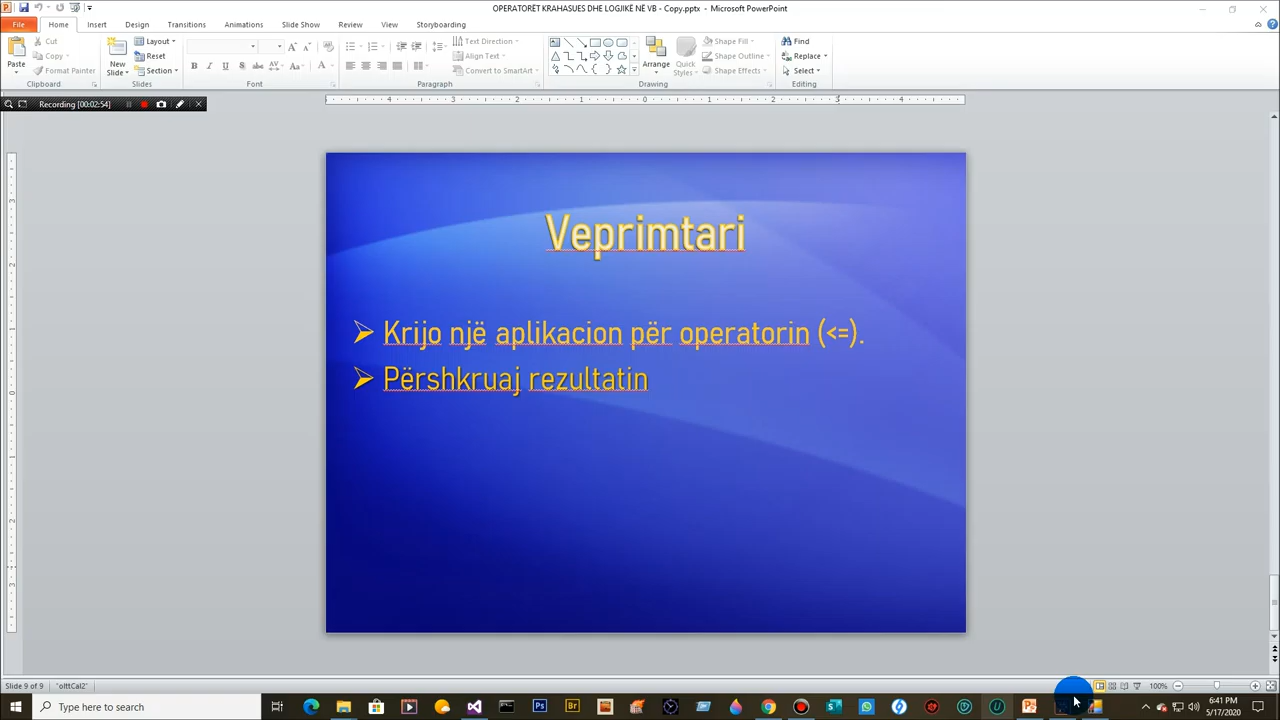 OPERATORËT KRAHASUES DHE LOGJIKË NË VB - Copy.pptx - Microsoft PowerPoint
File Home Insert Design Transitions Animations Slide Show Review View Storyboarding
Paste
Cut
Copy
Format Painter
Clipboard
New Slide
Layout
Reset
Section
Slides
Font
Text Direction
Align Text
Convert to SmartArt
Paragraph
Arrange
Quick Styles
Shape Fill
Shape Outline
Shape Effects
Drawing
Find
Replace
Select
Editing
Recording [00:02:54]
Veprimtari
Krijo një aplikacion për operatorin (<=).
Përshkruaj rezultatin
Slide 9 of 9 "olttCal2" 100%
Type here to search
6:41 PM
5/17/2020